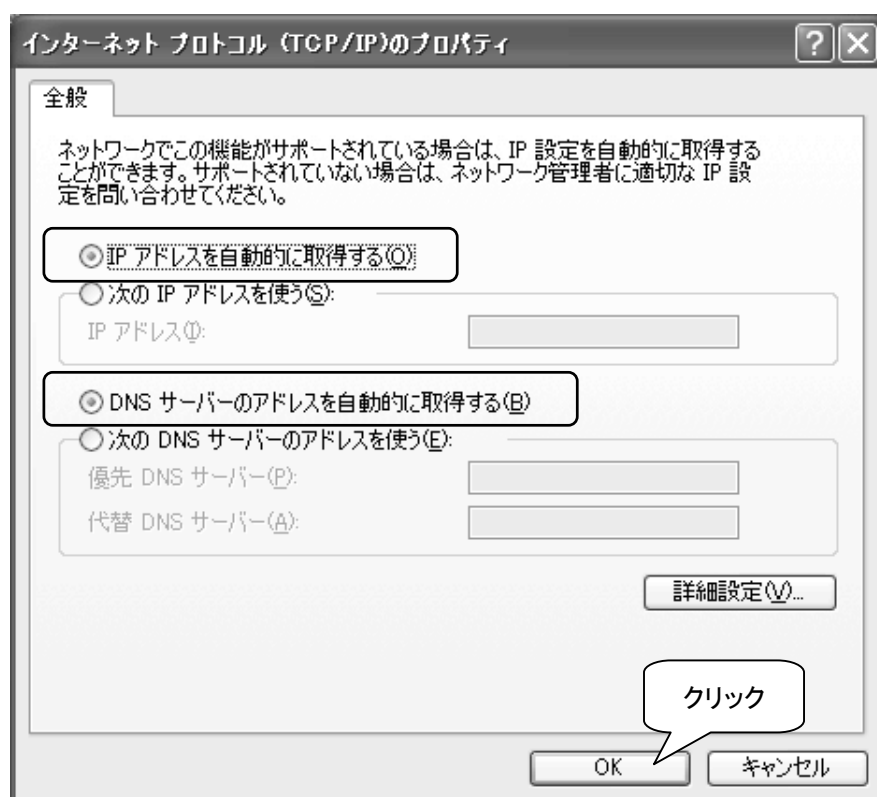 インターネット プロトコル (TCP/IP)のプロパティ
全般
ネットワークでこの機能がサポートされている場合は、IP 設定を自動的に取得する
ことができます。サポートされていない場合は、ネットワーク管理者に適切な IP 設
定を問い合わせてください。
IP アドレスを自動的に取得する(O)
次の IP アドレスを使う(S):
IP アドレス(I):
DNS サーバーのアドレスを自動的に取得する(B)
次の DNS サーバーのアドレスを使う(E):
優先 DNS サーバー(P):
代替 DNS サーバー(A):
詳細設定(V)...
クリック
OK
キャンセル